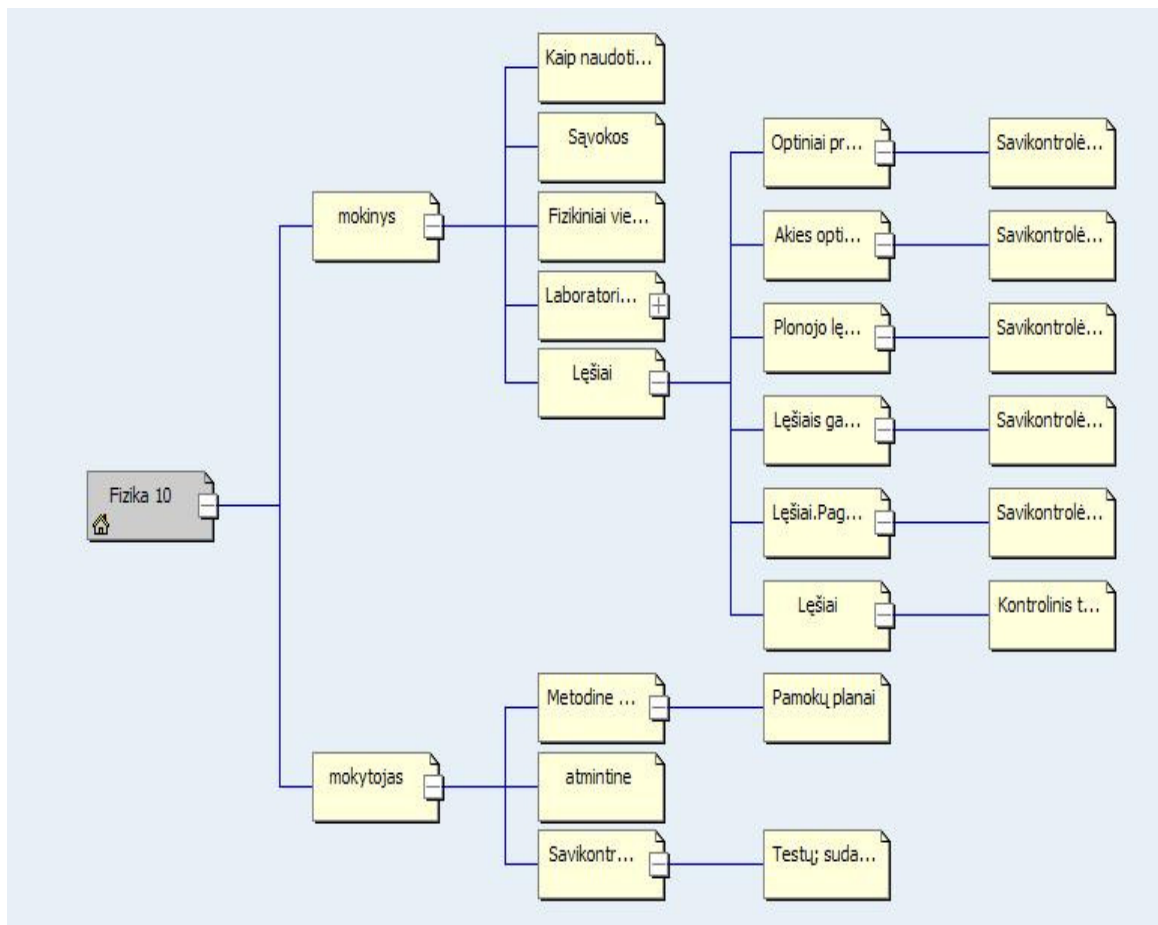 Fizika 10
mokinys
Kaip naudoti...
Sąvokos
Fizikiniai vie...
Laboratori...
Lęšiai
Optiniai pr...
Savikontrolė...
Akies opti...
Savikontrolė...
Plonojo lę...
Savikontrolė...
Lęšiais ga...
Savikontrolė...
Lęšiai.Pag...
Savikontrolė...
Lęšiai
Kontrolinis t...
mokytojas
Metodine ...
Pamokų planai
atmintine
Savikontr...
Testų; suda...